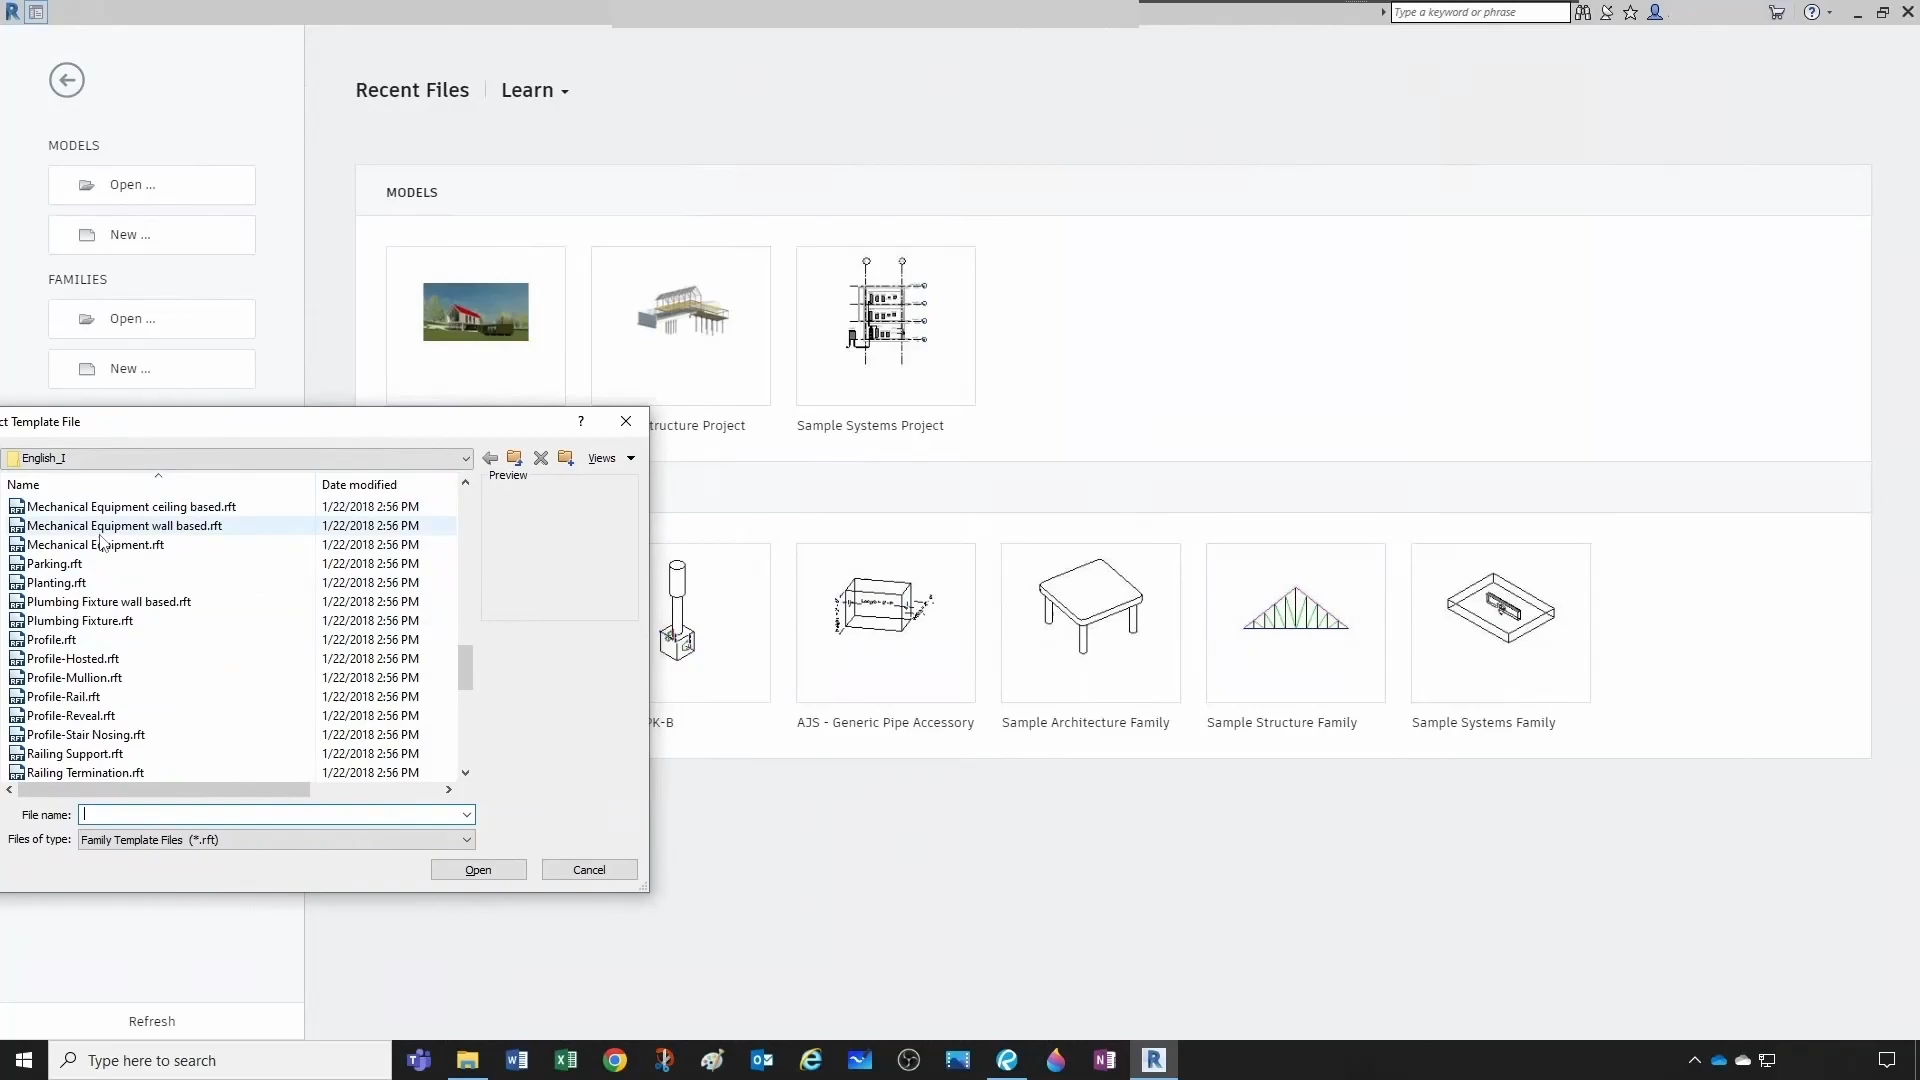 Type a keyword or phrase
Recent Files
Learn
MODELS
Open ...
New ...
FAMILIES
Open ...
New ...
MODELS
ructure Project
Sample Systems Project
ct Template File
?
English_I
Views
Name
Date modified
Preview
Mechanical Equipment ceiling based.rft 1/22/2018 2:56 PM
Mechanical Equipment wall based.rft 1/22/2018 2:56 PM
Mechanical Equipment.rft 1/22/2018 2:56 PM
Parking.rft 1/22/2018 2:56 PM
Planting.rft 1/22/2018 2:56 PM
Plumbing Fixture wall based.rft 1/22/2018 2:56 PM
Plumbing Fixture.rft 1/22/2018 2:56 PM
Profile.rft 1/22/2018 2:56 PM
Profile-Hosted.rft 1/22/2018 2:56 PM
Profile-Mullion.rft 1/22/2018 2:56 PM
Profile-Rail.rft 1/22/2018 2:56 PM
Profile-Reveal.rft 1/22/2018 2:56 PM
Profile-Stair Nosing.rft 1/22/2018 2:56 PM
Railing Support.rft 1/22/2018 2:56 PM
Railing Termination.rft 1/22/2018 2:56 PM
File name:
Files of type: Family Template Files (*.rft)
Open
Cancel
PK-B
AJS - Generic Pipe Accessory
Sample Architecture Family
Sample Structure Family
Sample Systems Family
Refresh
Type here to search